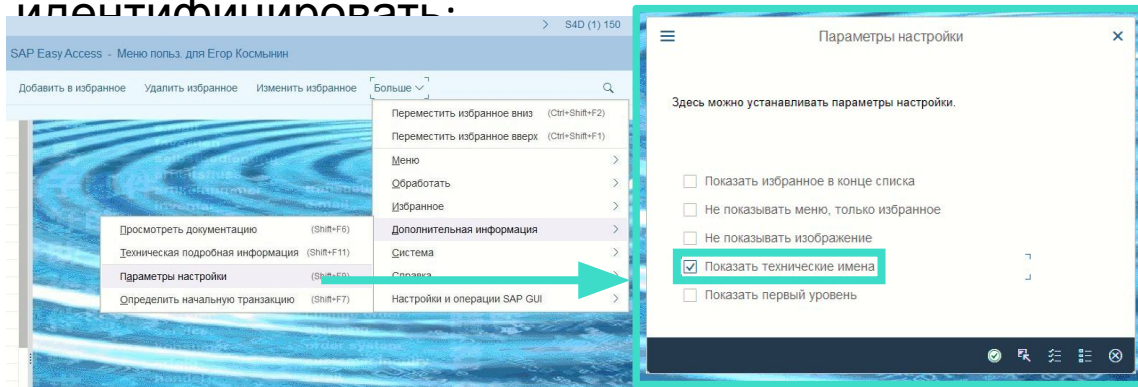 идентифицировать:
> S4D (1) 150
SAP Easy Access - Меню польз. для Егор Космынин
Добавить в избранное Удалить избранное Изменить избранное Больше
Переместить избранное вниз (Ctrl+Shift+F2)
Переместить избранное вверх (Ctrl+Shift+F1)
Меню
Обработать
Избранное
Дополнительная информация
Система
Справка
Настройки и операции SAP GUI
Просмотреть документацию (Shift+F6)
Техническая подробная информация (Shift+F11)
Параметры настройки (Shift+F9)
Определить начальную транзакцию (Shift+F7)
Параметры настройки
Здесь можно устанавливать параметры настройки.
Показать избранное в конце списка
Не показывать меню, только избранное
Не показывать изображение
Показать технические имена
Показать первый уровень